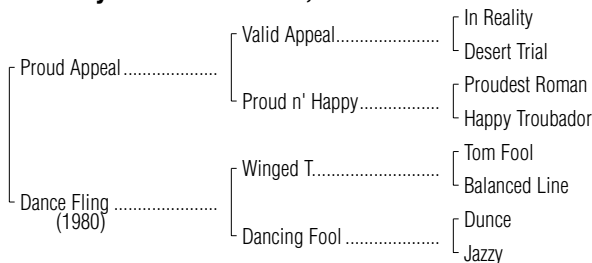 In Reality
Valid Appeal....................
Desert Trial
Proud Appeal ...................
Proudest Roman
Proud n' Happy................
Happy Troubador
Tom Fool
Winged T........................
Balanced Line
Dance Fling .....................
(1980)
Dunce
Dancing Fool ...................
Jazzy